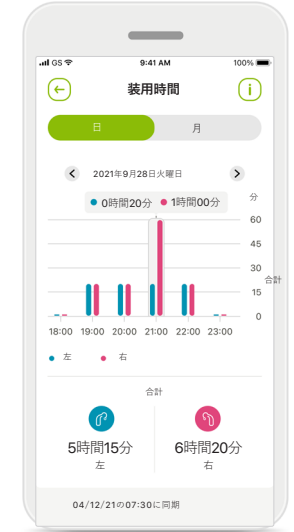 GS 9:41 AM 100%
装用時間
日 月
2021年9月28日火曜日
0時間20分 1時間00分
分
60
45
30
合計
15
0
18:00 19:00 20:00 21:00 22:00 23:00
左 右
合計
5時間15分 6時間20分
左 右
04/12/21の07:30に同期